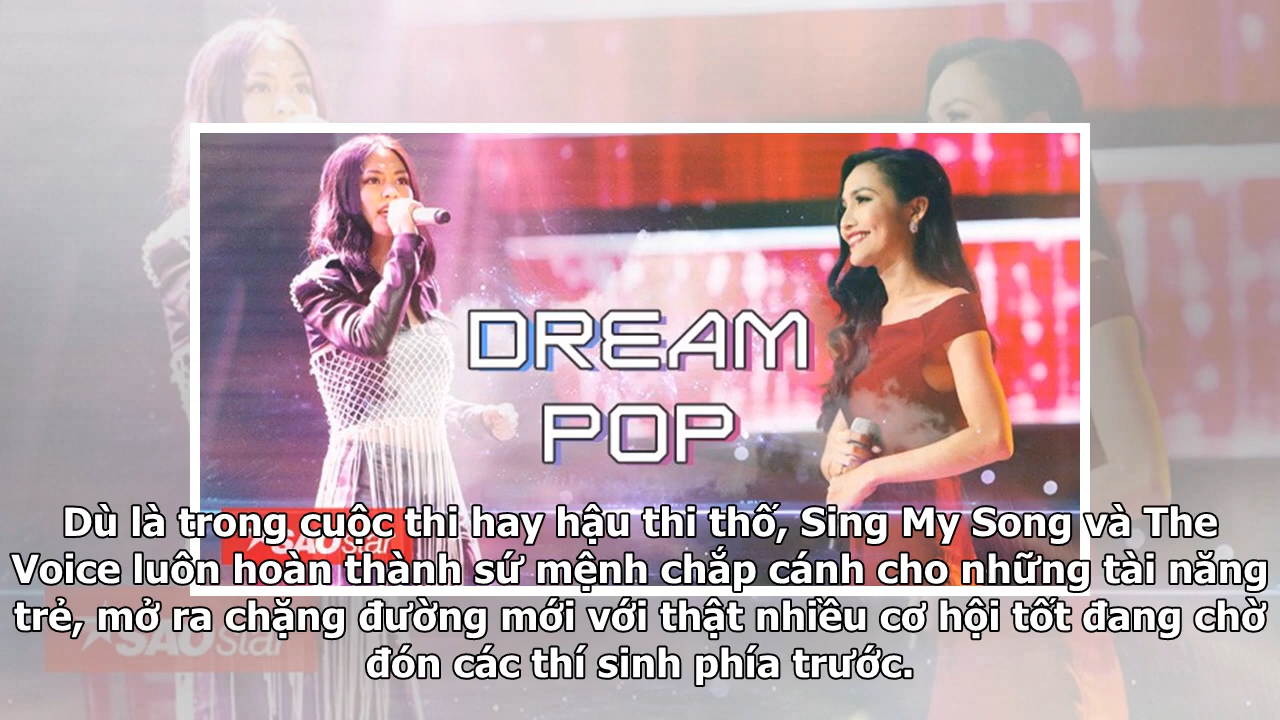 DREAM
POP
Dù là trong cuộc thi hay hậu thi thố, Sing My Song và The
Voice luôn hoàn thành sứ mệnh chắp cánh cho những tài năng
trẻ, mở ra chặng đường mới với thật nhiều cơ hội tốt đang chờ
đón các thí sinh phía trước.
SAOstar
SAOstar